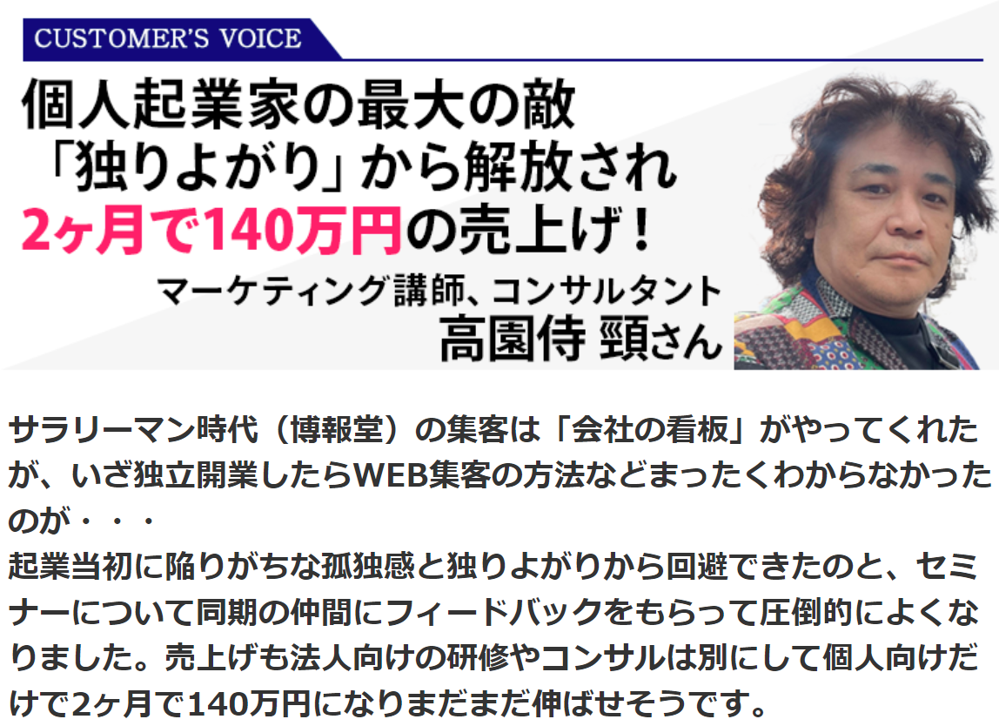 CUSTOMER'S VOICE
個人起業家の最大の敵
「独りよがり」から解放され
2ヶ月で140万円の売上げ！
マーケティング講師、コンサルタント
高園侍 頸さん
サラリーマン時代（博報堂）の集客は「会社の看板」がやってくれた
が、いざ独立開業したらWEB集客の方法などまったくわからなかった
のが・・・
起業当初に陥りがちな孤独感と独りよがりから回避できたのと、セミ
ナーについて同期の仲間にフィードバックをもらって圧倒的によくな
りました。売上げも法人向けの研修やコンサルは別にして個人向けだ
けで2ヶ月で140万円になりまだまだ伸ばせそうです。